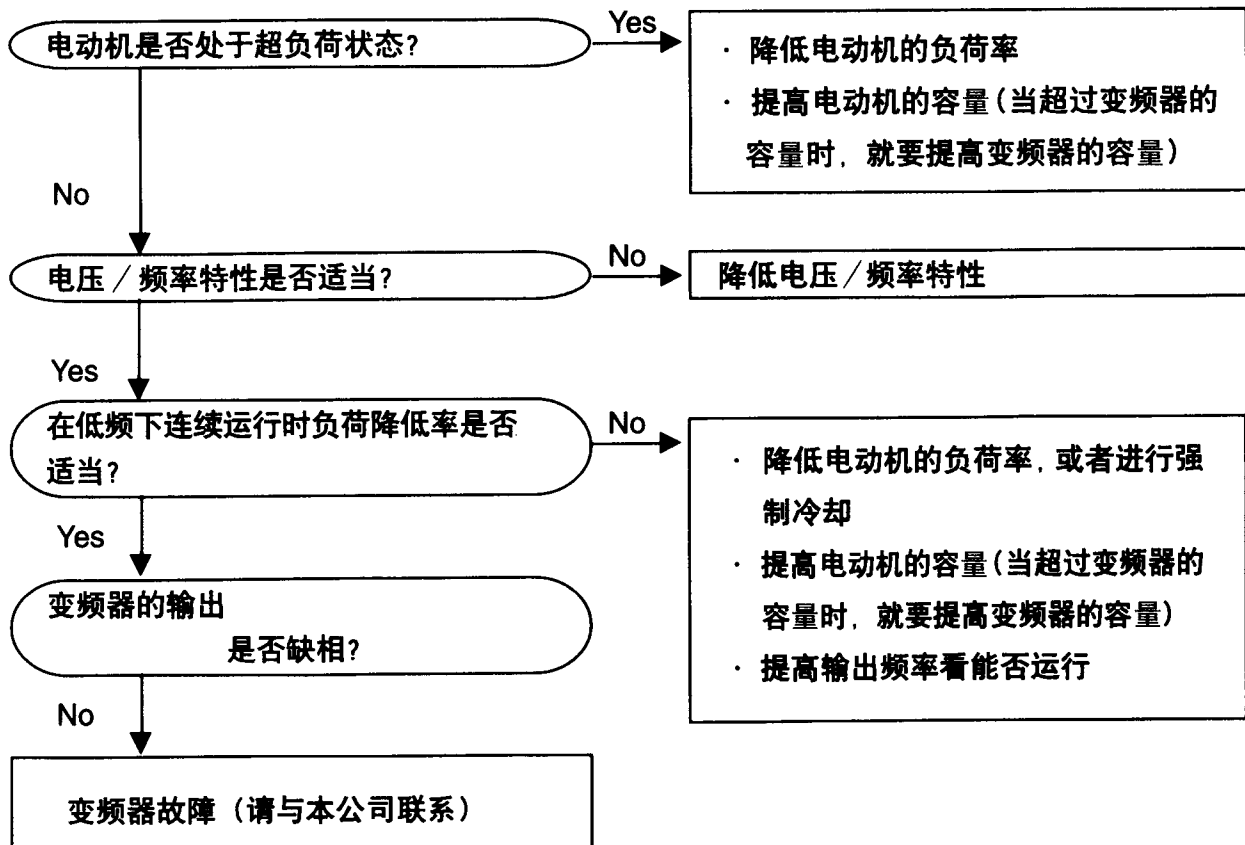 电动机是否处于超负荷状态?
Yes
· 降低电动机的负荷率
· 提高电动机的容量(当超过变频器的
容量时, 就要提高变频器的容量)
No
电压/频率特性是否适当?
No
降低电压/频率特性
Yes
在低频下连续运行时负荷降低率是否
适当?
No
· 降低电动机的负荷率, 或者进行强
制冷却
· 提高电动机的容量(当超过变频器的
容量时, 就要提高变频器的容量)
· 提高输出频率看能否运行
Yes
变频器的输出
是否缺相?
No
变频器故障 (请与本公司联系)